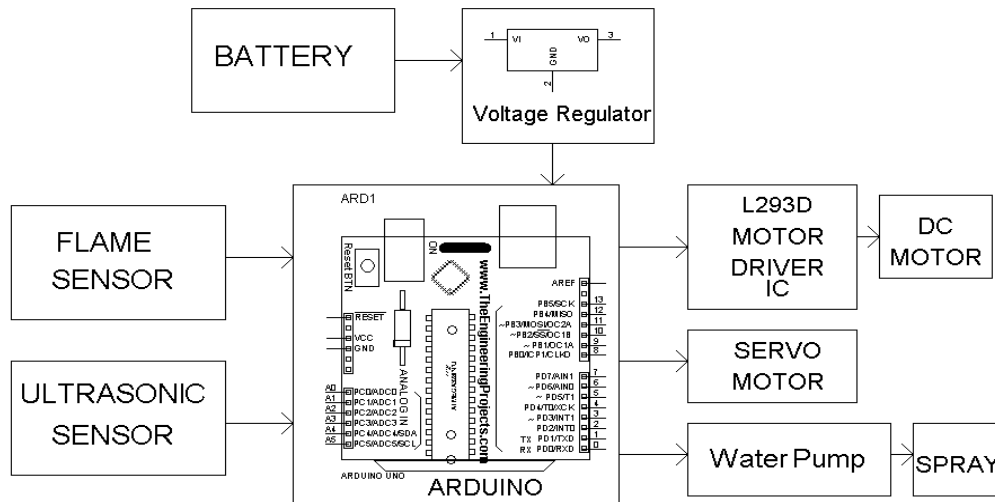 BATTERY
1
VI
VO
3
GND
2
Voltage Regulator
FLAME
SENSOR
ULTRASONIC
SENSOR
ARD1
Reset BTN
ON
www.TheEngineeringProjects.com
RESET
VCC
GND
ANALOG IN
A0 PC0/ADC0
A1 PC1/ADC1
A2 PC2/ADC2
A3 PC3/ADC3
A4 PC4/ADC4/SDA
A5 PC5/ADC5/SCL
AREF
PB5/SCK 13
PB4/MISO 12
~PB3/MOSI/OC2A 11
~PB2/SS/OC1B 10
~PB1/OC1A 9
PB0/ICP1/CLKO 8
PD7/AIN1 7
~PD6/AIN0 6
~PD5/T1 5
PD4/T0/XCK 4
~PD3/INT1 3
PD2/INT0 2
TX PD1/TXD 1
RX PD0/RXD 0
ARDUINO UNO
ARDUINO
L293D
MOTOR
DRIVER
IC
DC
MOTOR
SERVO
MOTOR
Water Pump
SPRAY